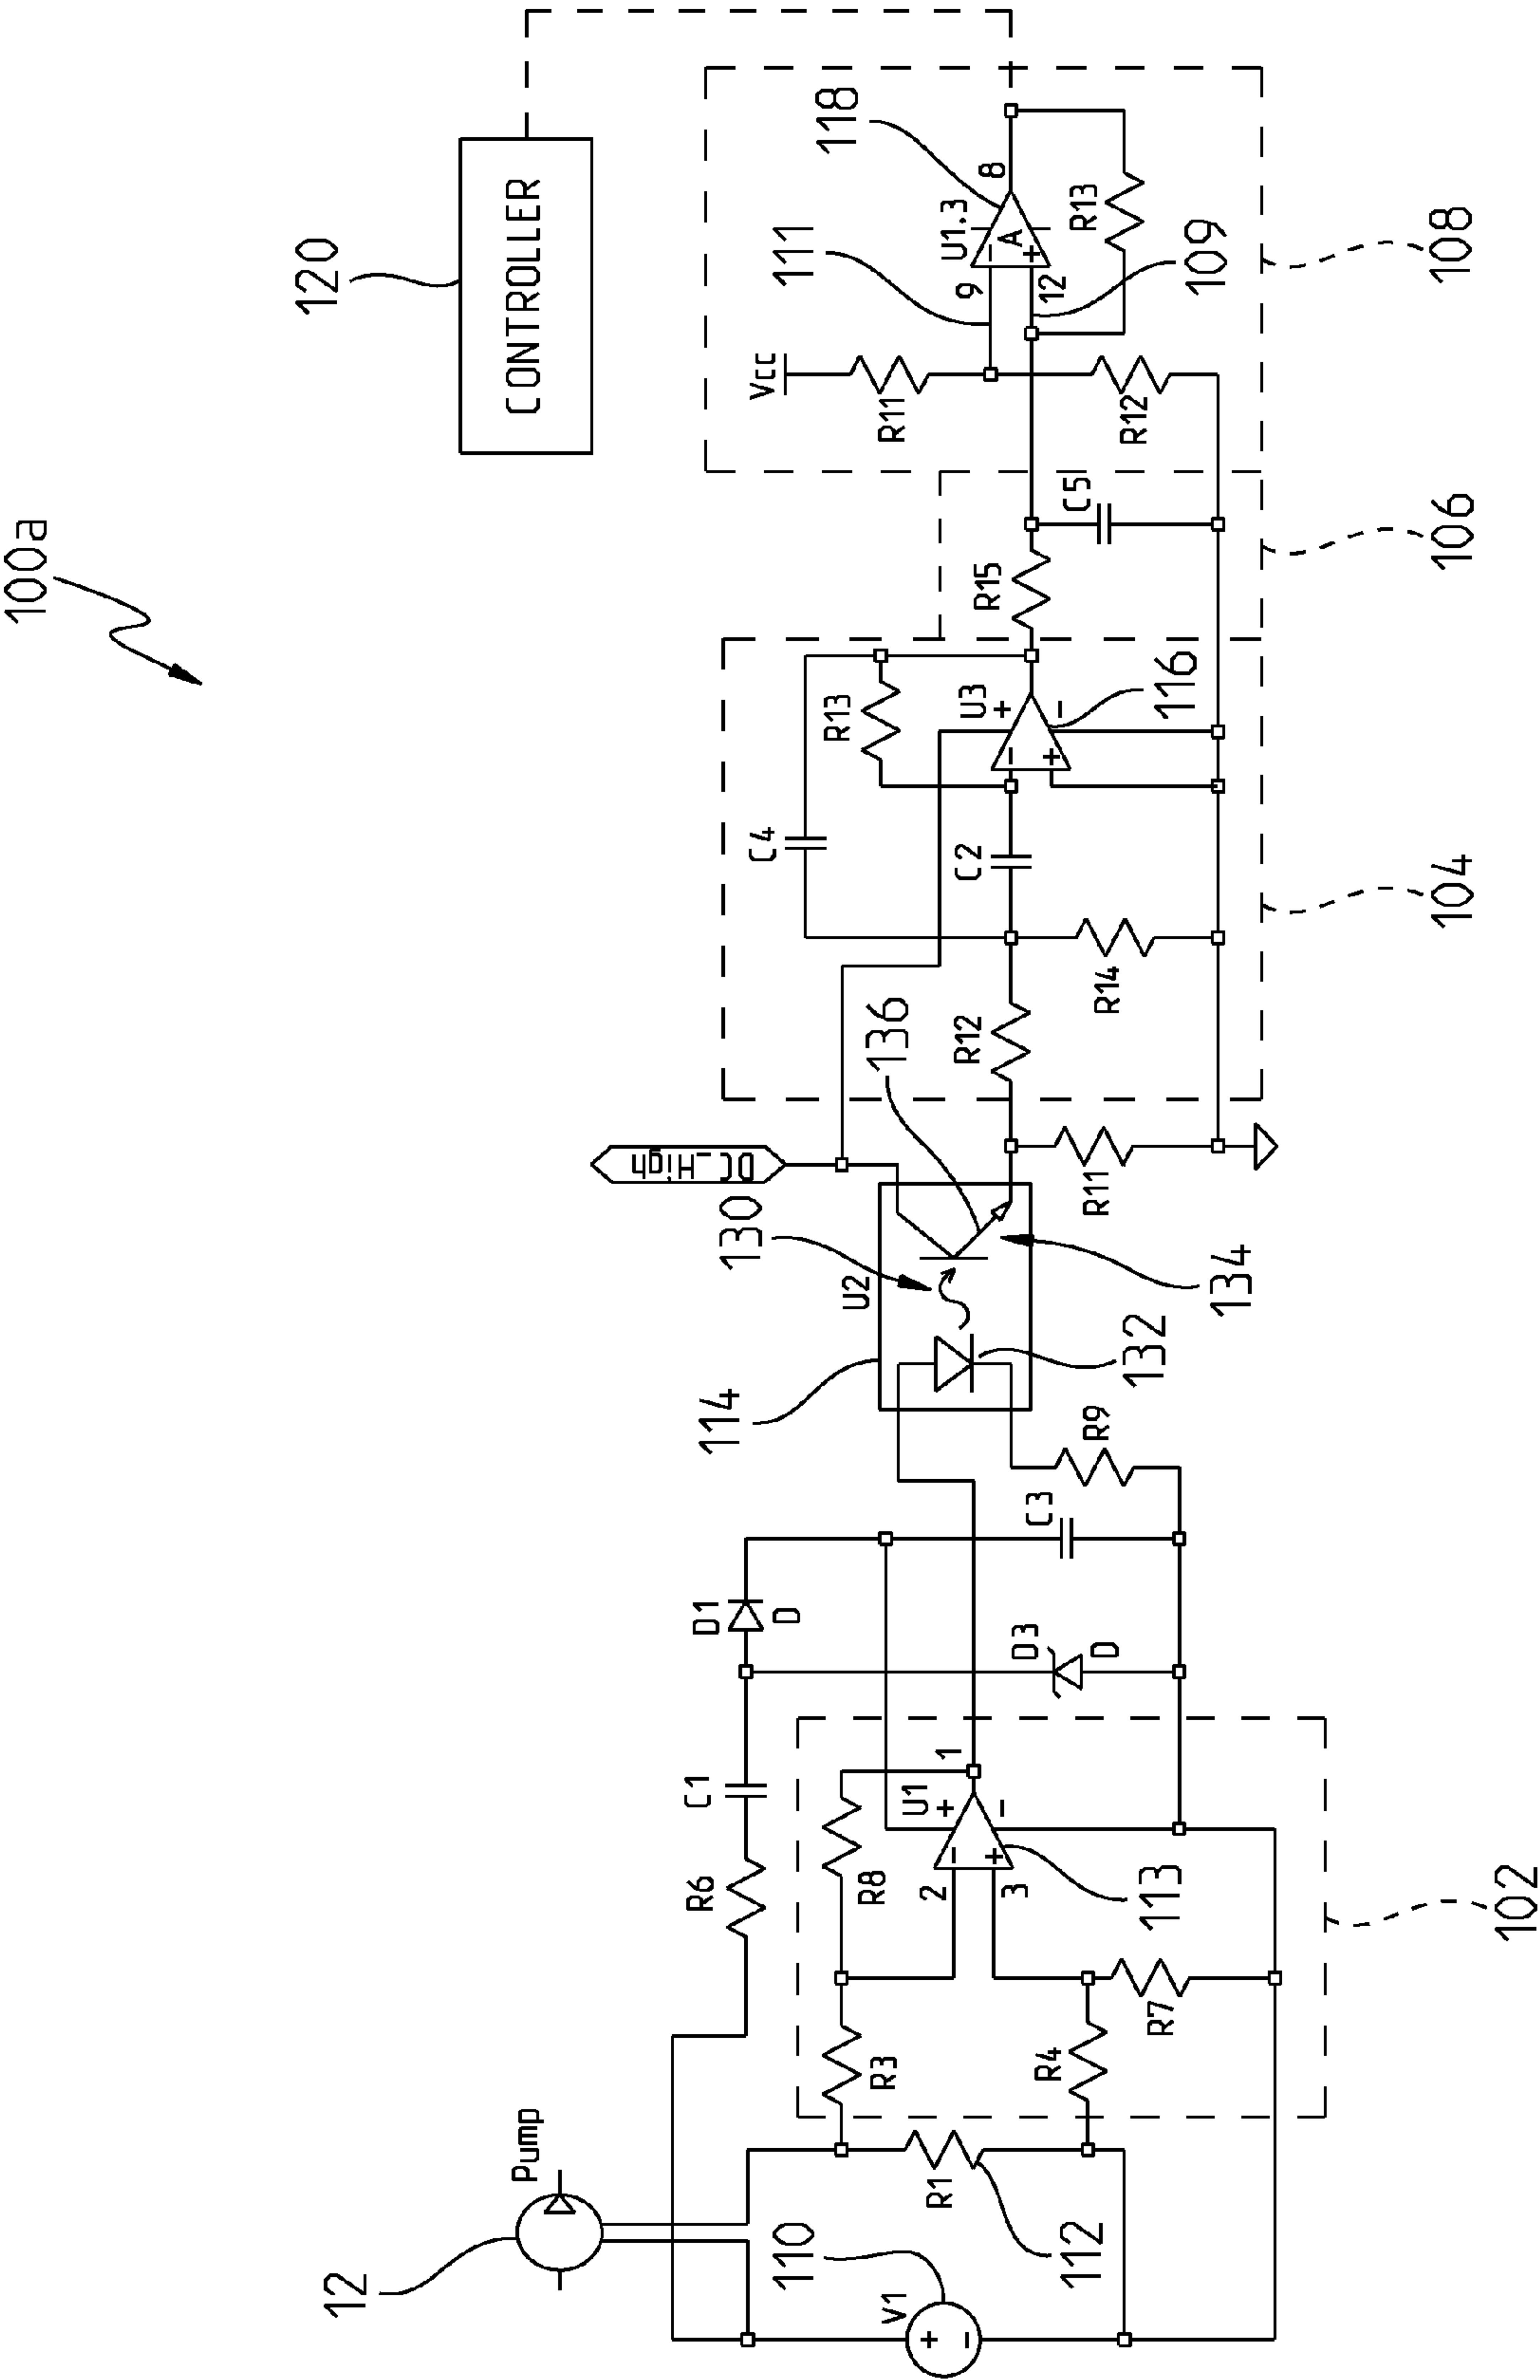 100a
120
CONTROLLER
118
111
U1.3
A
8
9
12
−
+
R13
109
Vcc
R11
R12
108
C5
R15
106
U3
+
−
−
+
R13
116
C4
C2
R14
R12
104
136
DC_High
130
U2
134
132
114
R11
R9
C3
D1
D
D3
D
C1
R6
U1
+
−
1
−
+
2
3
R8
113
102
R3
R4
R7
Pump
12
R1
112
110
V1
+
−